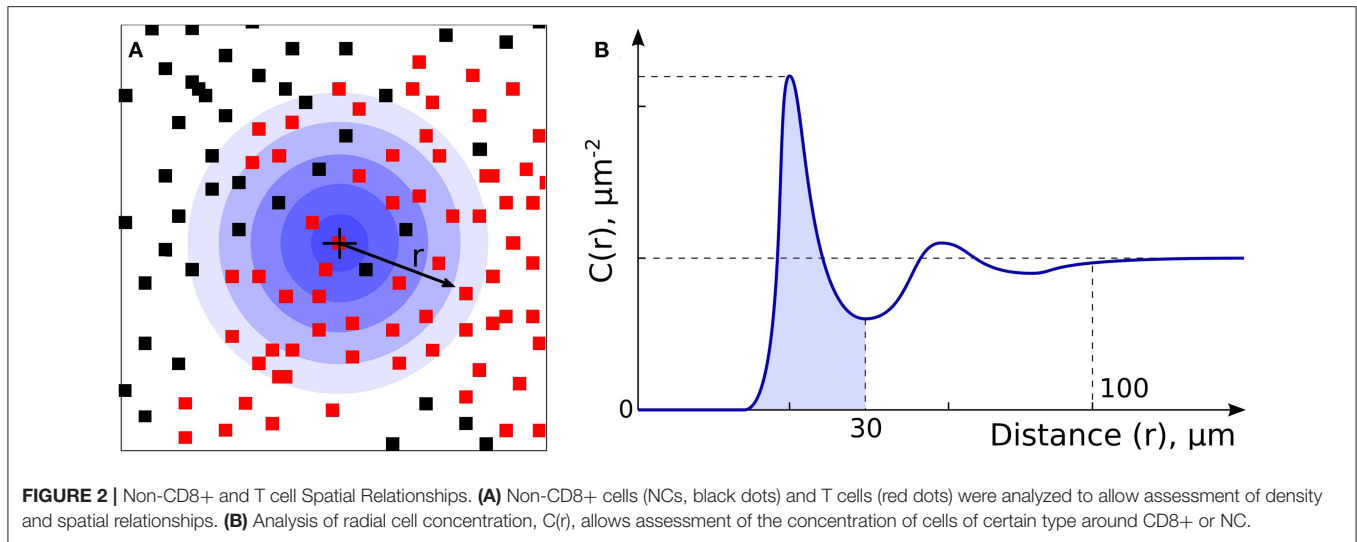 A
r
B
C(r), μm⁻²
0
30
100
Distance (r), μm
FIGURE 2 | Non-CD8+ and T cell Spatial Relationships. (A) Non-CD8+ cells (NCs, black dots) and T cells (red dots) were analyzed to allow assessment of density
and spatial relationships. (B) Analysis of radial cell concentration, C(r), allows assessment of the concentration of cells of certain type around CD8+ or NC.